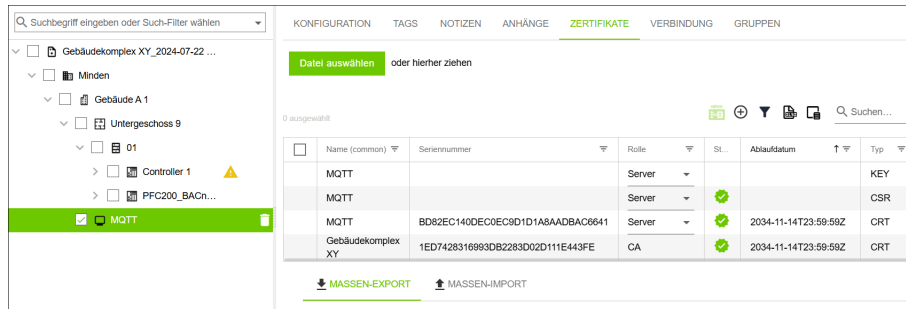 Suchbegriff eingeben oder Such-Filter wählen
Gebäudekomplex XY_2024-07-22 ...
Minden
Gebäude A 1
Untergeschoss 9
01
Controller 1
PFC200_BACn...
MQTT
KONFIGURATION TAGS NOTIZEN ANHÄNGE ZERTIFIKATE VERBINDUNG GRUPPEN
Datei auswählen oder hierher ziehen
0 ausgewählt
Suchen...
Name (common) Seriennummer Rolle St... Ablaufdatum Typ
MQTT Server KEY
MQTT Server CSR
MQTT BD82EC140DEC0EC9D1D1A8AADBAC6641 Server 2034-11-14T23:59:59Z CRT
Gebäudekomplex
XY 1ED7428316993DB2283D02D111E443FE CA 2034-11-14T23:59:59Z CRT
MASSEN-EXPORT MASSEN-IMPORT